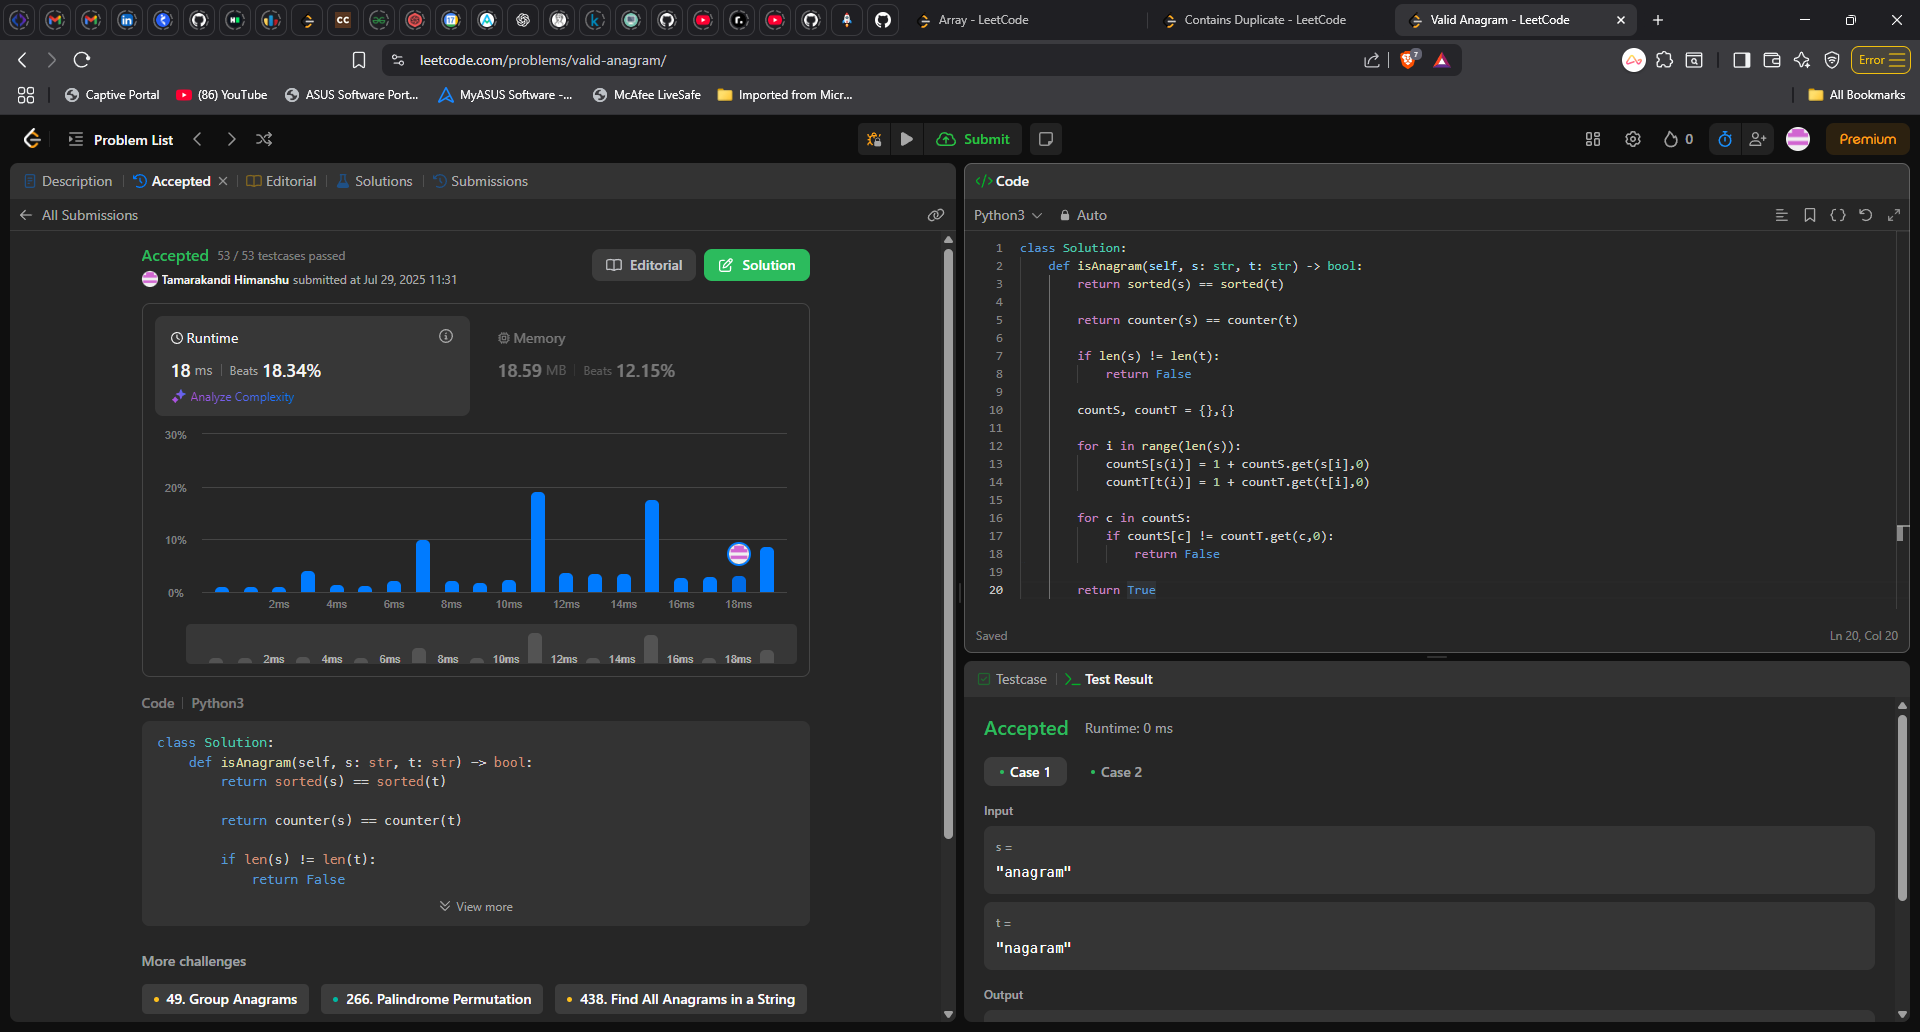 Array - LeetCode
Contains Duplicate - LeetCode
Valid Anagram - LeetCode
leetcode.com/problems/valid-anagram/
7
Error
Captive Portal
(86) YouTube
ASUS Software Port...
MyASUS Software -...
McAfee LiveSafe
Imported from Micr...
All Bookmarks
Problem List
Submit
0
Premium
Description
Accepted
Editorial
Solutions
Submissions
All Submissions
Accepted 53 / 53 testcases passed
Tamarakandi Himanshu submitted at Jul 29, 2025 11:31
Editorial
Solution
Runtime
18 ms | Beats 18.34%
Analyze Complexity
Memory
18.59 MB | Beats 12.15%
30%
20%
10%
0%
2ms 4ms 6ms 8ms 10ms 12ms 14ms 16ms 18ms
2ms 4ms 6ms 8ms 10ms 12ms 14ms 16ms 18ms
Code | Python3
class Solution:
    def isAnagram(self, s: str, t: str) -> bool:
        return sorted(s) == sorted(t)
        return counter(s) == counter(t)
        if len(s) != len(t):
            return False
View more
More challenges
49. Group Anagrams
266. Palindrome Permutation
438. Find All Anagrams in a String
</> Code
Python3
Auto
1 class Solution:
2     def isAnagram(self, s: str, t: str) -> bool:
3         return sorted(s) == sorted(t)
4
5         return counter(s) == counter(t)
6
7         if len(s) != len(t):
8             return False
9
10         countS, countT = {},{}
11
12         for i in range(len(s)):
13             countS[s(i)] = 1 + countS.get(s[i],0)
14             countT[t(i)] = 1 + countT.get(t[i],0)
15
16         for c in countS:
17             if countS[c] != countT.get(c,0):
18                 return False
19
20         return True
Saved
Ln 20, Col 20
Testcase
Test Result
Accepted Runtime: 0 ms
Case 1
Case 2
Input
s =
"anagram"
t =
"nagaram"
Output